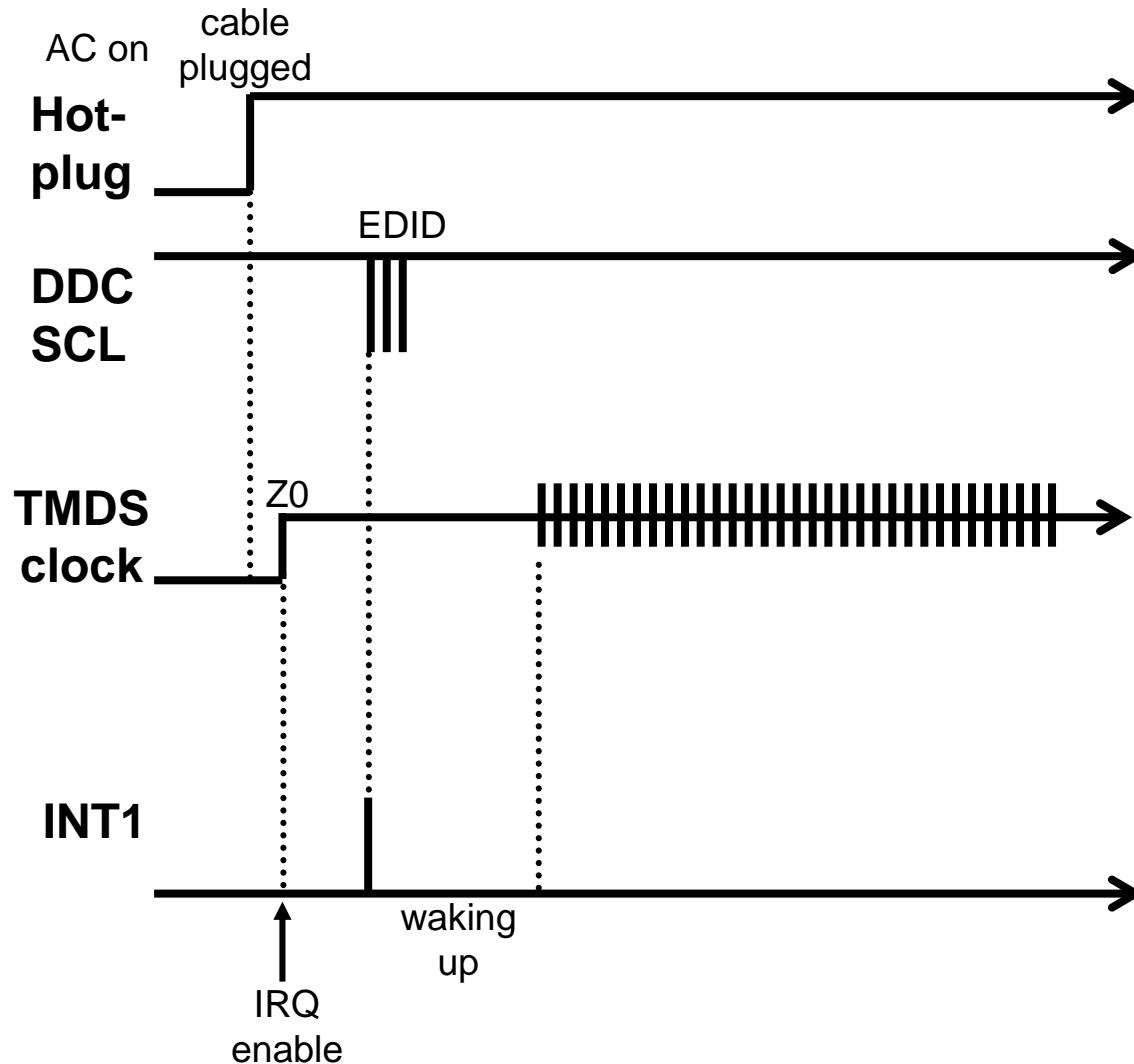 AC on
cable
plugged
Hot-
plug
EDID
DDC
SCL
Z0
TMDS
clock
INT1
waking
up
IRQ
enable